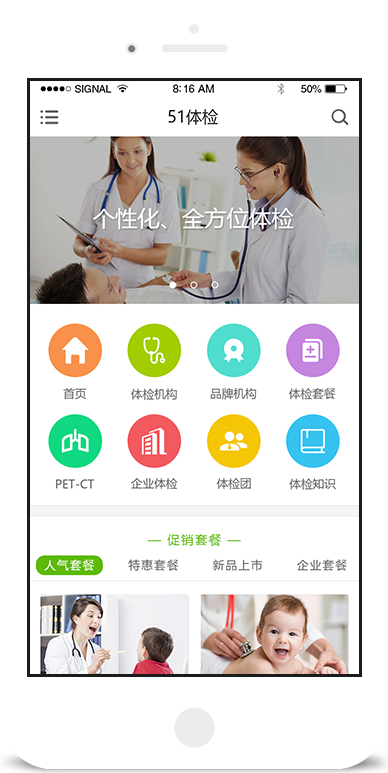 SIGNAL 8:16 AM 50%
51体检
个性化、全方位体检
首页 体检机构 品牌机构 体检套餐
PET-CT 企业体检 体检团 体检知识
— 促销套餐 —
人气套餐 特惠套餐 新品上市 企业套餐